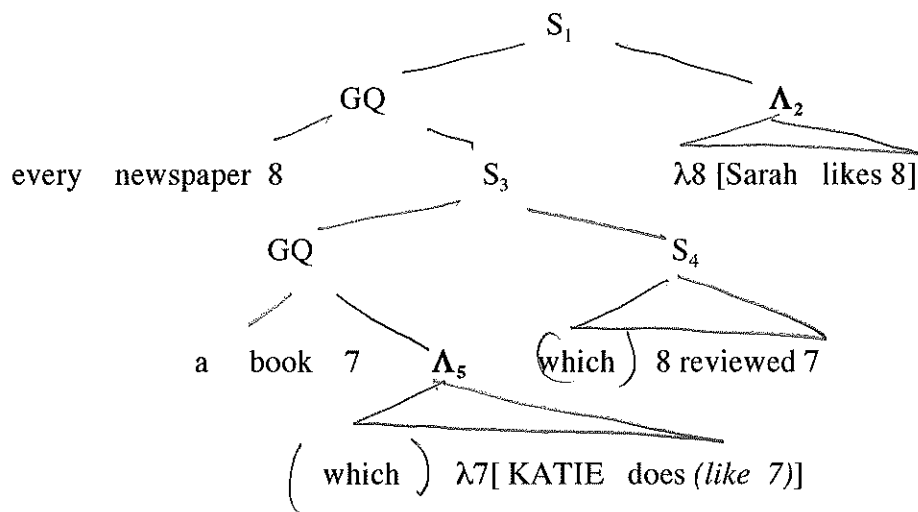 S₁
GQ Λ₂
every newspaper 8 S₃ λ8 [Sarah likes 8]
GQ S₄
a book 7 Λ₅ (which) 8 reviewed 7
(which) λ7[ KATIE does (like 7)]